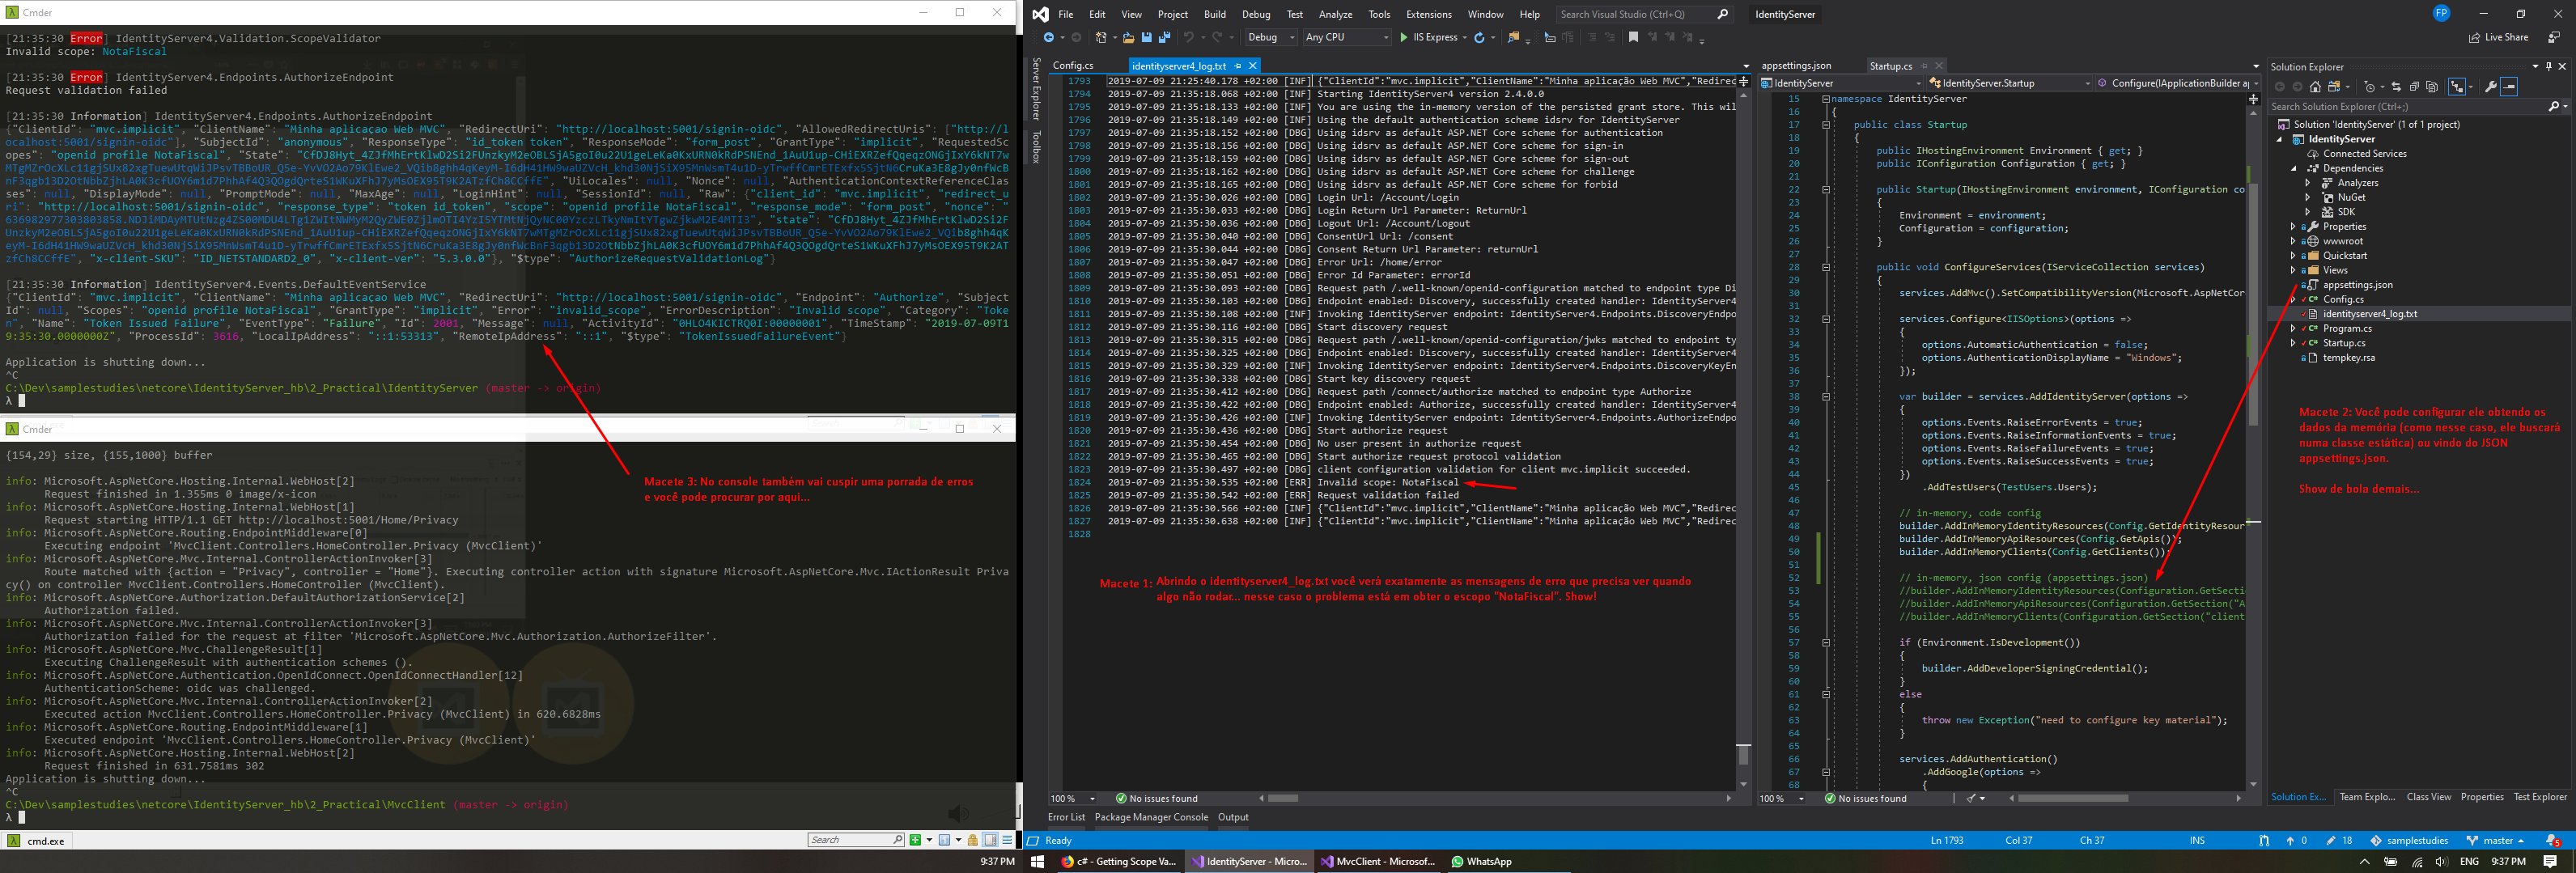 Cmder
[21:35:30 Error] IdentityServer4.Validation.ScopeValidator
Invalid scope: NotaFiscal
[21:35:30 Error] IdentityServer4.Endpoints.AuthorizeEndpoint
Request validation failed
[21:35:30 Information] IdentityServer4.Endpoints.AuthorizeEndpoint
{"ClientId": "mvc.implicit", "ClientName": "Minha aplicaçao Web MVC", "RedirectUri": "http://localhost:5001/signin-oidc", "AllowedRedirectUris": ["http://l
ocalhost:5001/signin-oidc"], "SubjectId": "anonymous", "ResponseType": "id_token token", "ResponseMode": "form_post", "GrantType": "implicit", "RequestedSc
opes": "openid profile NotaFiscal", "State":
"UiLocales": null, "Nonce": null, "AuthenticationContextReferenceClas
ses": null, "DisplayMode": null, "PromptMode": null, "MaxAge": null, "LoginHint": null, "SessionId": null, "Raw": {"client_id": "mvc.implicit", "redirect_u
ri": "http://localhost:5001/signin-oidc", "response_type": "token id_token", "scope": "openid profile NotaFiscal", "response_mode": "form_post", "nonce": "
"x-client-SKU": "ID_NETSTANDARD2_0", "x-client-ver": "5.3.0.0"}, "$type": "AuthorizeRequestValidationLog"}
[21:35:30 Information] IdentityServer4.Events.DefaultEventService
{"ClientId": "mvc.implicit", "ClientName": "Minha aplicaçao Web MVC", "RedirectUri": "http://localhost:5001/signin-oidc", "Endpoint": "Authorize", "Subject
Id": null, "Scopes": "openid profile NotaFiscal", "GrantType": "implicit", "Error": "invalid_scope", "ErrorDescription": "Invalid scope", "Category": "Toke
n", "Name": "Token Issued Failure", "EventType": "Failure", "Id": 2001, "Message": null, "ActivityId": "0HLO4KICTRQ0I:00000001", "TimeStamp": "2019-07-09T1
9:35:30.0000000Z", "ProcessId": 3616, "LocalIpAddress": "::1:53313", "RemoteIpAddress": "::1", "$type": "TokenIssuedFailureEvent"}
Application is shutting down...
^C
C:\Dev\samplestudies\netcore\IdentityServer_hb\2_Practical\IdentityServer (master -> origin)
λ
Cmder
{154,29} size, {155,1000} buffer
info: Microsoft.AspNetCore.Hosting.Internal.WebHost[2]
Request finished in 1.355ms 0 image/x-icon
info: Microsoft.AspNetCore.Hosting.Internal.WebHost[1]
Request starting HTTP/1.1 GET http://localhost:5001/Home/Privacy
info: Microsoft.AspNetCore.Routing.EndpointMiddleware[0]
Executing endpoint 'MvcClient.Controllers.HomeController.Privacy (MvcClient)'
info: Microsoft.AspNetCore.Mvc.Internal.ControllerActionInvoker[3]
Route matched with {action = "Privacy", controller = "Home"}. Executing controller action with signature Microsoft.AspNetCore.Mvc.IActionResult Priva
cy() on controller MvcClient.Controllers.HomeController (MvcClient).
info: Microsoft.AspNetCore.Authorization.DefaultAuthorizationService[2]
Authorization failed.
info: Microsoft.AspNetCore.Mvc.Internal.ControllerActionInvoker[3]
Authorization failed for the request at filter 'Microsoft.AspNetCore.Mvc.Authorization.AuthorizeFilter'.
info: Microsoft.AspNetCore.Mvc.ChallengeResult[1]
Executing ChallengeResult with authentication schemes ().
info: Microsoft.AspNetCore.Authentication.OpenIdConnect.OpenIdConnectHandler[12]
AuthenticationScheme: oidc was challenged.
info: Microsoft.AspNetCore.Mvc.Internal.ControllerActionInvoker[2]
Executed action MvcClient.Controllers.HomeController.Privacy (MvcClient) in 620.6828ms
info: Microsoft.AspNetCore.Routing.EndpointMiddleware[1]
Executed endpoint 'MvcClient.Controllers.HomeController.Privacy (MvcClient)'
info: Microsoft.AspNetCore.Hosting.Internal.WebHost[2]
Request finished in 631.7581ms 302
Application is shutting down...
^C
C:\Dev\samplestudies\netcore\IdentityServer_hb\2_Practical\MvcClient (master -> origin)
λ
cmd.exe
Search
9:37 PM
Macete 3: No console também vai cuspir uma porrada de erros
e você pode procurar por aqui...
File Edit View Project Build Debug Test Analyze Tools Extensions Window Help Search Visual Studio (Ctrl+Q) IdentityServer FP
Debug Any CPU IIS Express Live Share
Server Explorer
Toolbox
Config.cs identityserver4_log.txt
1793 2019-07-09 21:25:40.178 +02:00 [INF] {"ClientId":"mvc.implicit","ClientName":"Minha aplicação Web MVC","Redirec
1794 2019-07-09 21:35:18.068 +02:00 [INF] Starting IdentityServer4 version 2.4.0.0
1795 2019-07-09 21:35:18.133 +02:00 [INF] You are using the in-memory version of the persisted grant store. This wil
1796 2019-07-09 21:35:18.149 +02:00 [INF] Using the default authentication scheme idsrv for IdentityServer
1797 2019-07-09 21:35:18.152 +02:00 [DBG] Using idsrv as default ASP.NET Core scheme for authentication
1798 2019-07-09 21:35:18.156 +02:00 [DBG] Using idsrv as default ASP.NET Core scheme for sign-in
1799 2019-07-09 21:35:18.159 +02:00 [DBG] Using idsrv as default ASP.NET Core scheme for sign-out
1800 2019-07-09 21:35:18.162 +02:00 [DBG] Using idsrv as default ASP.NET Core scheme for challenge
1801 2019-07-09 21:35:18.165 +02:00 [DBG] Using idsrv as default ASP.NET Core scheme for forbid
1802 2019-07-09 21:35:30.026 +02:00 [DBG] Login Url: /Account/Login
1803 2019-07-09 21:35:30.033 +02:00 [DBG] Login Return Url Parameter: ReturnUrl
1804 2019-07-09 21:35:30.036 +02:00 [DBG] Logout Url: /Account/Logout
1805 2019-07-09 21:35:30.040 +02:00 [DBG] ConsentUrl Url: /consent
1806 2019-07-09 21:35:30.044 +02:00 [DBG] Consent Return Url Parameter: returnUrl
1807 2019-07-09 21:35:30.047 +02:00 [DBG] Error Url: /home/error
1808 2019-07-09 21:35:30.051 +02:00 [DBG] Error Id Parameter: errorId
1809 2019-07-09 21:35:30.093 +02:00 [DBG] Request path /.well-known/openid-configuration matched to endpoint type Di
1810 2019-07-09 21:35:30.103 +02:00 [DBG] Endpoint enabled: Discovery, successfully created handler: IdentityServer4
1811 2019-07-09 21:35:30.108 +02:00 [INF] Invoking IdentityServer endpoint: IdentityServer4.Endpoints.DiscoveryEndpo
1812 2019-07-09 21:35:30.116 +02:00 [DBG] Start discovery request
1813 2019-07-09 21:35:30.315 +02:00 [DBG] Request path /.well-known/openid-configuration/jwks matched to endpoint ty
1814 2019-07-09 21:35:30.325 +02:00 [DBG] Endpoint enabled: Discovery, successfully created handler: IdentityServer4
1815 2019-07-09 21:35:30.329 +02:00 [INF] Invoking IdentityServer endpoint: IdentityServer4.Endpoints.DiscoveryKeyEn
1816 2019-07-09 21:35:30.338 +02:00 [DBG] Start key discovery request
1817 2019-07-09 21:35:30.412 +02:00 [DBG] Request path /connect/authorize matched to endpoint type Authorize
1818 2019-07-09 21:35:30.422 +02:00 [DBG] Endpoint enabled: Authorize, successfully created handler: IdentityServer4
1819 2019-07-09 21:35:30.426 +02:00 [INF] Invoking IdentityServer endpoint: IdentityServer4.Endpoints.AuthorizeEndpo
1820 2019-07-09 21:35:30.436 +02:00 [DBG] Start authorize request
1821 2019-07-09 21:35:30.454 +02:00 [DBG] No user present in authorize request
1822 2019-07-09 21:35:30.465 +02:00 [DBG] Start authorize request protocol validation
1823 2019-07-09 21:35:30.497 +02:00 [DBG] client configuration validation for client mvc.implicit succeeded.
1824 2019-07-09 21:35:30.535 +02:00 [ERR] Invalid scope: NotaFiscal
1825 2019-07-09 21:35:30.542 +02:00 [ERR] Request validation failed
1826 2019-07-09 21:35:30.566 +02:00 [INF] {"ClientId":"mvc.implicit","ClientName":"Minha aplicação Web MVC","Redirec
1827 2019-07-09 21:35:30.638 +02:00 [INF] {"ClientId":"mvc.implicit","ClientName":"Minha aplicação Web MVC","Redirec
1828
Macete 1: Abrindo o identityserver4_log.txt você verá exatamente as mensagens de erro que precisa ver quando
algo não rodar... nesse caso o problema está em obter o escopo "NotaFiscal". Show!
100 % No issues found
appsettings.json Startup.cs
IdentityServer IdentityServer.Startup Configure(IApplicationBuilder a
15 namespace IdentityServer
16 {
17 public class Startup
18 {
19 public IHostingEnvironment Environment { get; }
20 public IConfiguration Configuration { get; }
21
22 public Startup(IHostingEnvironment environment, IConfiguration co
23 {
24 Environment = environment;
25 Configuration = configuration;
26 }
27
28 public void ConfigureServices(IServiceCollection services)
29 {
30 services.AddMvc().SetCompatibilityVersion(Microsoft.AspNetCor
31
32 services.Configure<IISOptions>(options =>
33 {
34 options.AutomaticAuthentication = false;
35 options.AuthenticationDisplayName = "Windows";
36 });
37
38 var builder = services.AddIdentityServer(options =>
39 {
40 options.Events.RaiseErrorEvents = true;
41 options.Events.RaiseInformationEvents = true;
42 options.Events.RaiseFailureEvents = true;
43 options.Events.RaiseSuccessEvents = true;
44 })
45 .AddTestUsers(TestUsers.Users);
46
47 // in-memory, code config
48 builder.AddInMemoryIdentityResources(Config.GetIdentityResour
49 builder.AddInMemoryApiResources(Config.GetApis());
50 builder.AddInMemoryClients(Config.GetClients());
51
52 // in-memory, json config (appsettings.json)
53 //builder.AddInMemoryIdentityResources(Configuration.GetSecti
54 //builder.AddInMemoryApiResources(Configuration.GetSection("A
55 //builder.AddInMemoryClients(Configuration.GetSection("client
56
57 if (Environment.IsDevelopment())
58 {
59 builder.AddDeveloperSigningCredential();
60 }
61 else
62 {
63 throw new Exception("need to configure key material");
64 }
65
66 services.AddAuthentication()
67 .AddGoogle(options =>
68 {
100 % No issues found
Solution Explorer
Search Solution Explorer (Ctrl+;)
Solution 'IdentityServer' (1 of 1 project)
IdentityServer
Connected Services
Dependencies
Analyzers
NuGet
SDK
Properties
wwwroot
Quickstart
Views
appsettings.json
Config.cs
identityserver4_log.txt
Program.cs
Startup.cs
tempkey.rsa
Macete 2: Você pode configurar ele obtendo os
dados da memória (como nesse caso, ele buscará
numa classe estática) ou vindo do JSON
appsettings.json.
Show de bola demais...
Solution Ex... Team Explo... Class View Properties Test Explorer
Error List Package Manager Console Output
Ready Ln 1793 Col 37 Ch 37 INS 0 18 samplestudies master 5
c# - Getting Scope Va... IdentityServer - Micro... MvcClient - Microsof... WhatsApp ENG 9:37 PM